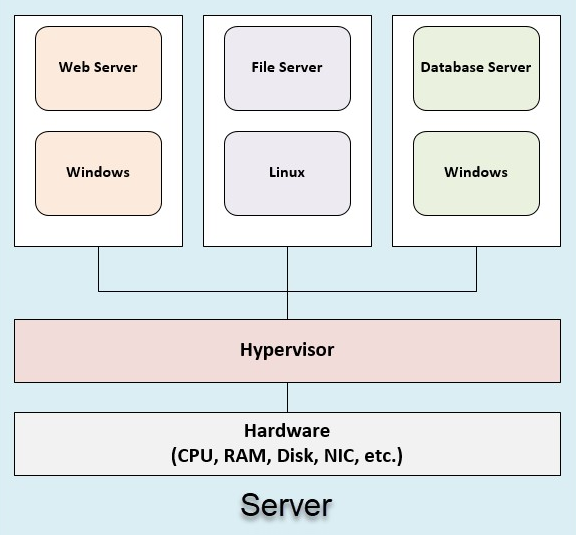 Web Server
File Server
Database Server
Windows
Linux
Windows
Hypervisor
Hardware
(CPU, RAM, Disk, NIC, etc.)
Server